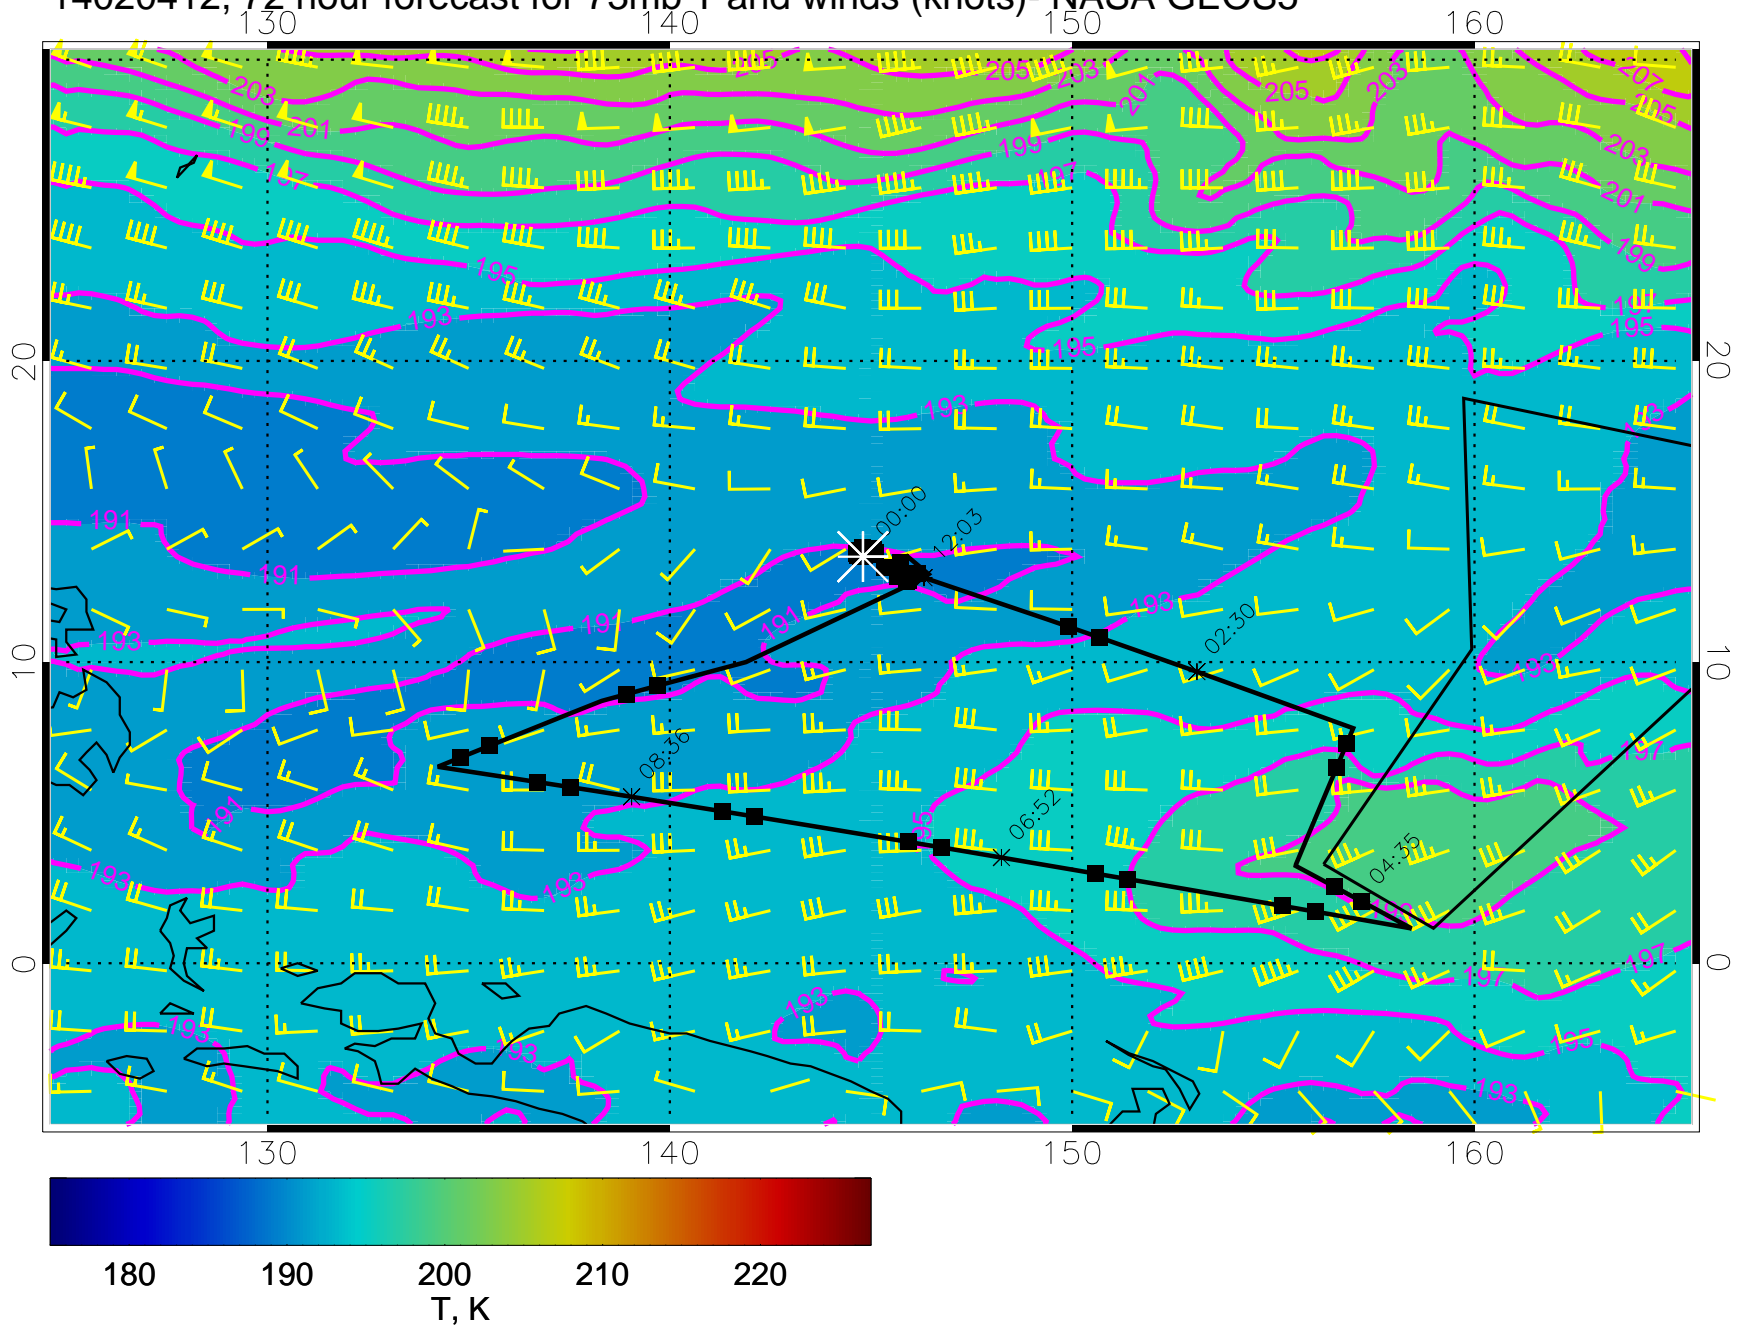 14020412, 72 hour forecast for 75mb T and winds (knots)- NASA GEOS5
130 140 150 160
205 205 203 205 203 207 205
203 201
199 201 199 203
197 197 201
199
195 197
193 195
20 195 20
193 193
00:00
191 12:03
191
193 191 191 193 02:30
10 193 10
08:36 197
191 195 06:52
193 193 04:35
199
0 197 197 0
193
193 193 195
193
130 140 150 160
180 190 200 210 220
T, K